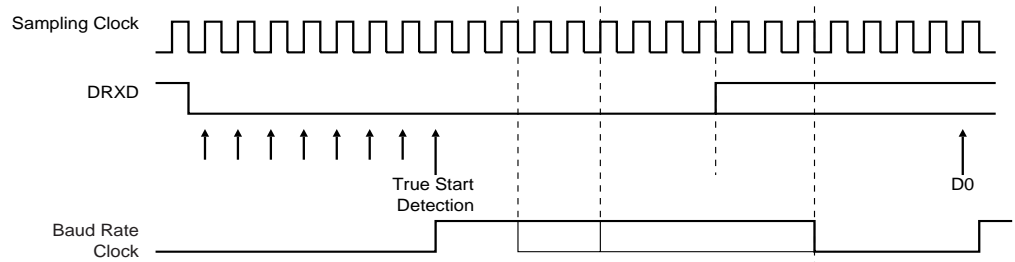 Sampling Clock
DRXD
True Start
Detection
D0
Baud Rate
Clock